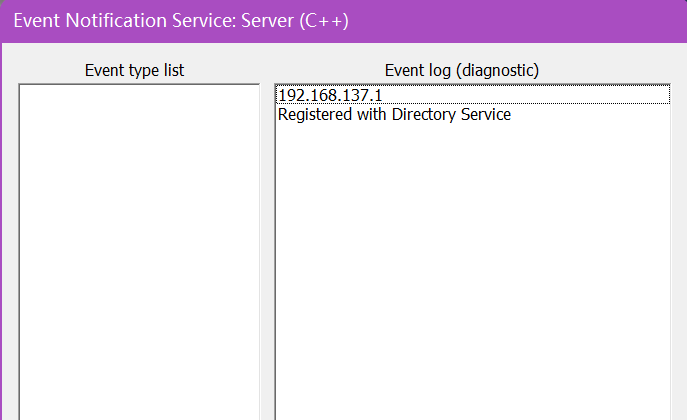 Event Notification Service: Server (C++)
Event type list
Event log (diagnostic)
192.168.137.1
Registered with Directory Service